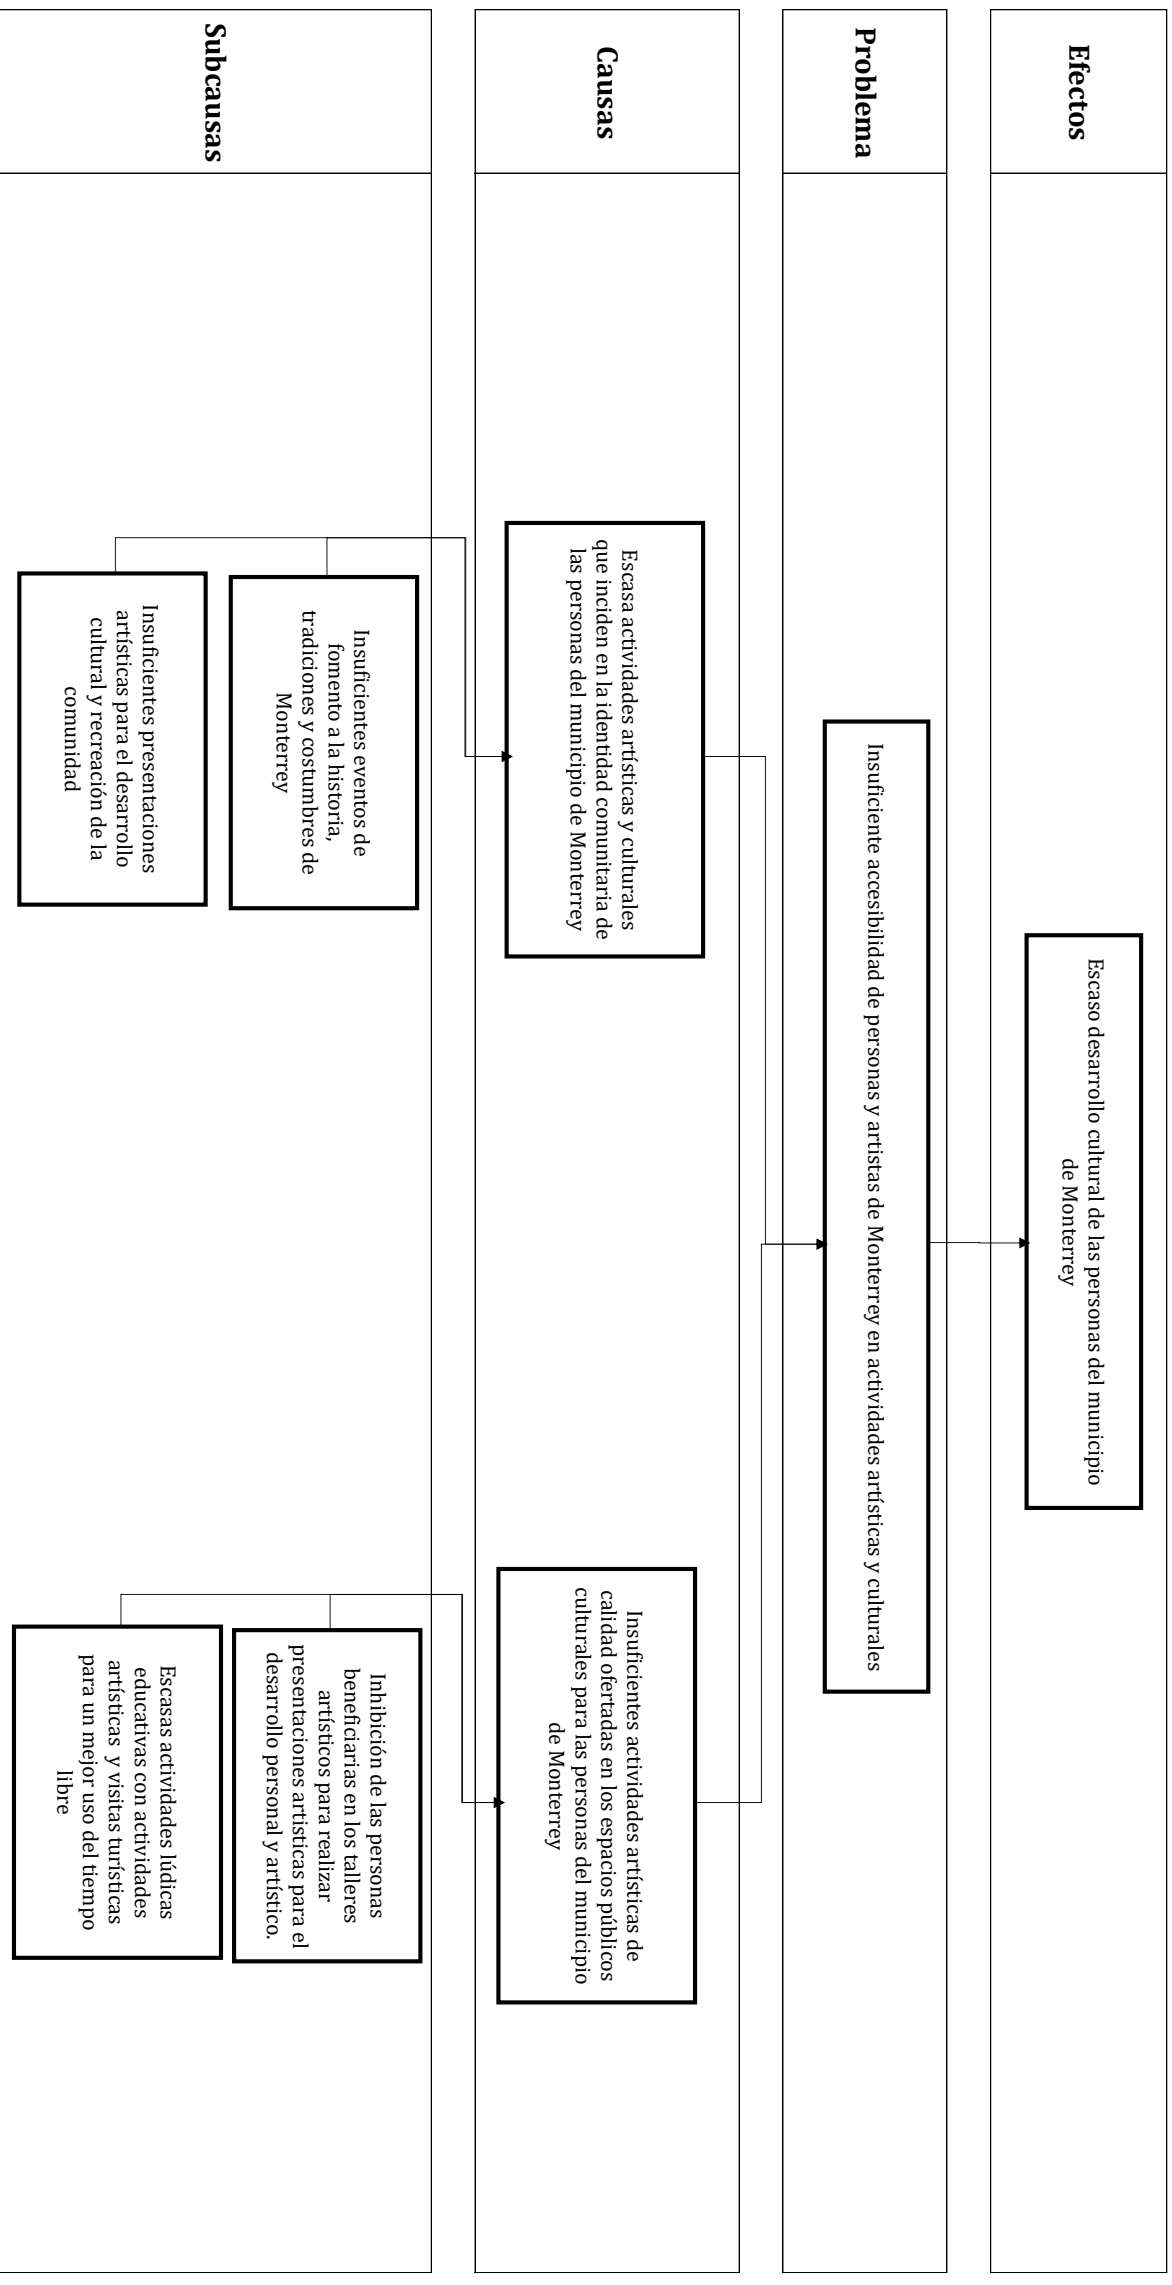 Efectos
Escaso desarrollo cultural de las personas del municipio
de Monterrey
Problema
Insuficiente accesibilidad de personas y artistas de Monterrey en actividades artísticas y culturales
Causas
Escasa actividades artísticas y culturales
que inciden en la identidad comunitaria de
las personas del municipio de Monterrey
Insuficientes actividades artísticas de
calidad ofertadas en los espacios públicos
culturales para las personas del municipio
de Monterrey
Subcausas
Insuficientes eventos de
fomento a la historia,
tradiciones y costumbres de
Monterrey
Insuficientes presentaciones
artísticas para el desarrollo
cultural y recreación de la
comunidad
Inhibición de las personas
beneficiarias en los talleres
artísticos para realizar
presentaciones artisticas para el
desarrollo personal y artístico.
Escasas actividades lúdicas
educativas con actividades
artísticas y visitas turísticas
para un mejor uso del tiempo
libre